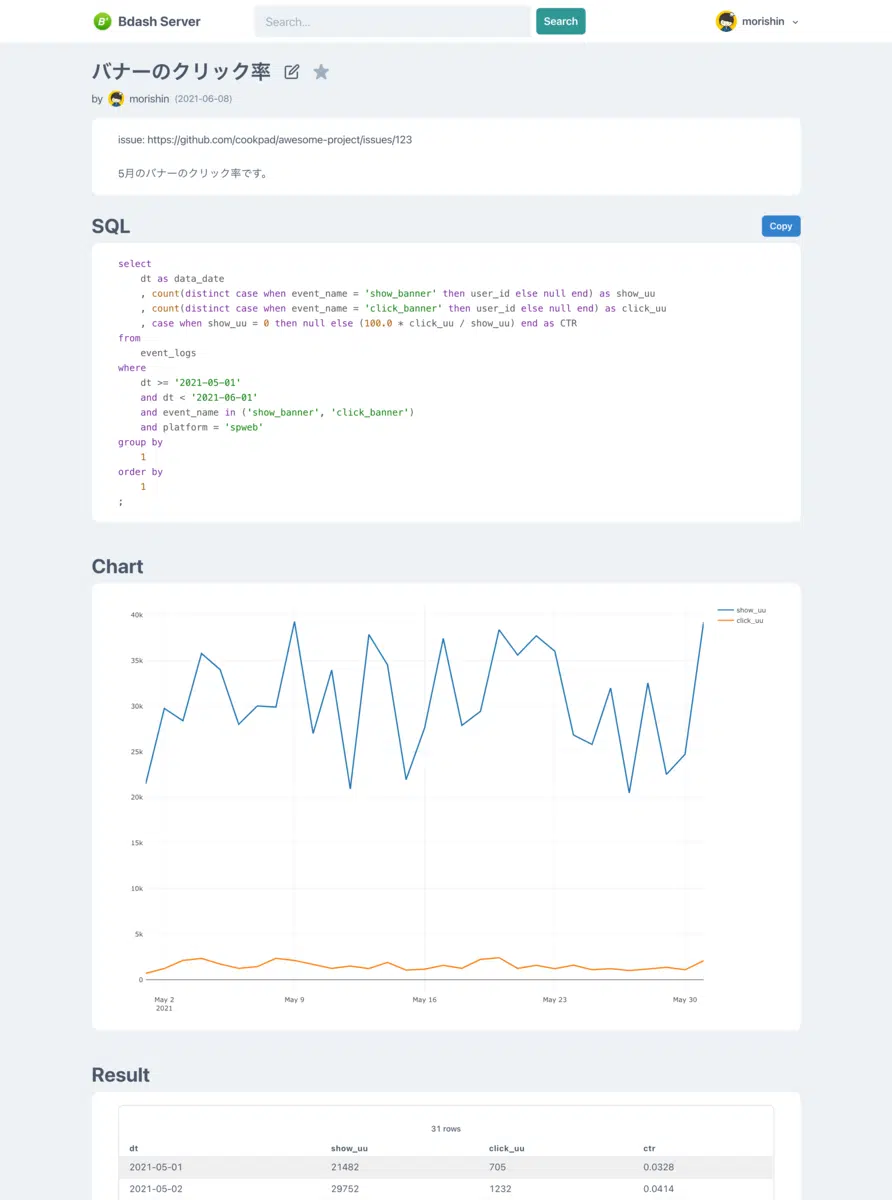 Bdash Server
Search...
Search
morishin
バナーのクリック率
by morishin (2021-06-08)
issue: https://github.com/cookpad/awesome-project/issues/123
5月のバナーのクリック率です。
SQL
Copy
select
dt as data_date
, count(distinct case when event_name = 'show_banner' then user_id else null end) as show_uu
, count(distinct case when event_name = 'click_banner' then user_id else null end) as click_uu
, case when show_uu = 0 then null else (100.0 * click_uu / show_uu) end as CTR
from
event_logs
where
dt >= '2021-05-01'
and dt < '2021-06-01'
and event_name in ('show_banner', 'click_banner')
and platform = 'spweb'
group by
1
order by
1
;
Chart
show_uu
click_uu
40k
35k
30k
25k
20k
15k
10k
5k
0
May 2 May 9 May 16 May 23 May 30
2021
Result
31 rows
dt show_uu click_uu ctr
2021-05-01 21482 705 0.0328
2021-05-02 29752 1232 0.0414